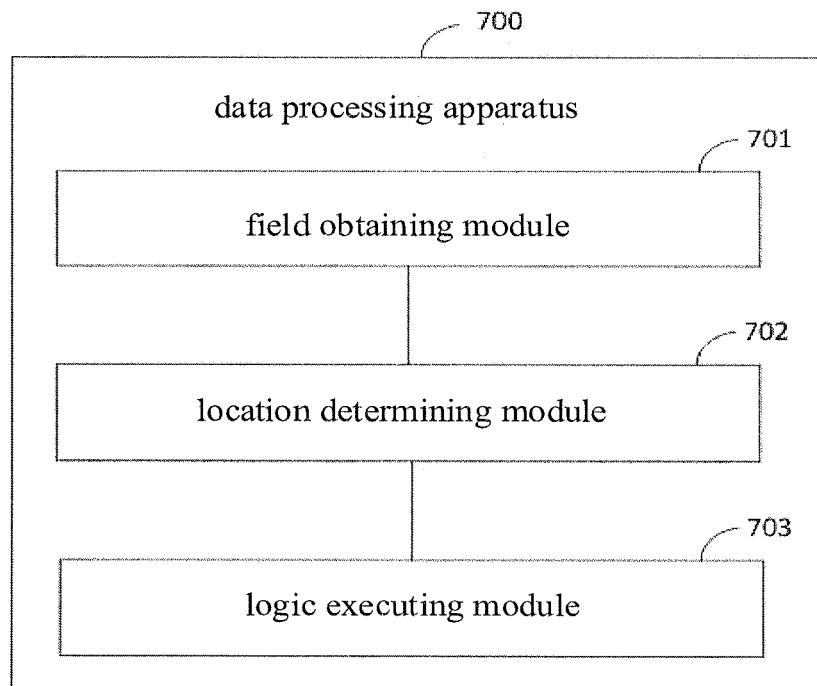 700
data processing apparatus
701
field obtaining module
702
location determining module
703
logic executing module